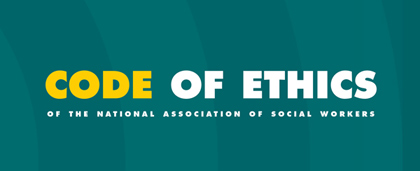 CODE OF ETHICS
OF THE NATIONAL ASSOCIATION OF SOCIAL WORKERS